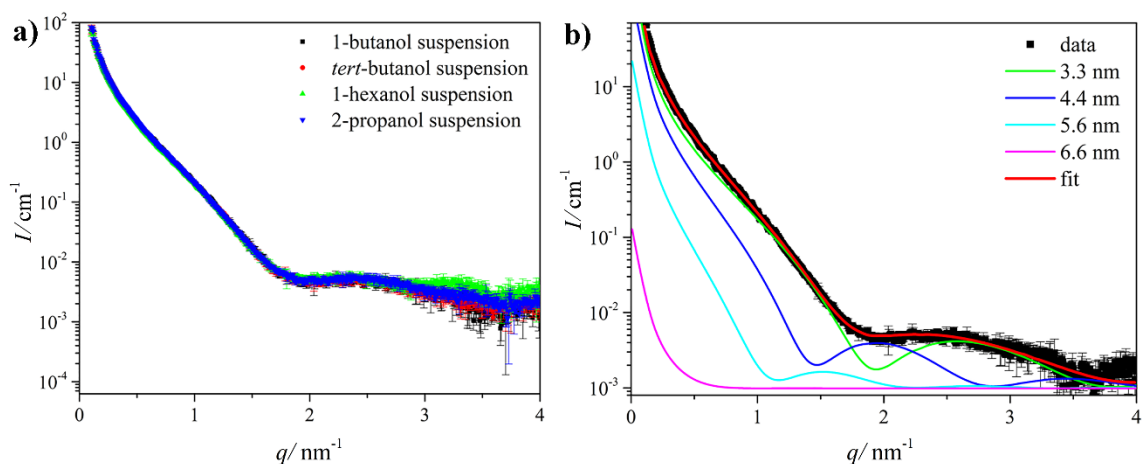 a)
1-butanol suspension
tert-butanol suspension
1-hexanol suspension
2-propanol suspension
I/cm⁻¹
10²
10¹
10⁰
10⁻¹
10⁻²
10⁻³
10⁻⁴
0 1 2 3 4
q/ nm⁻¹
b)
data
3.3 nm
4.4 nm
5.6 nm
6.6 nm
fit
I/cm⁻¹
10¹
10⁰
10⁻¹
10⁻²
10⁻³
0 1 2 3 4
q/ nm⁻¹